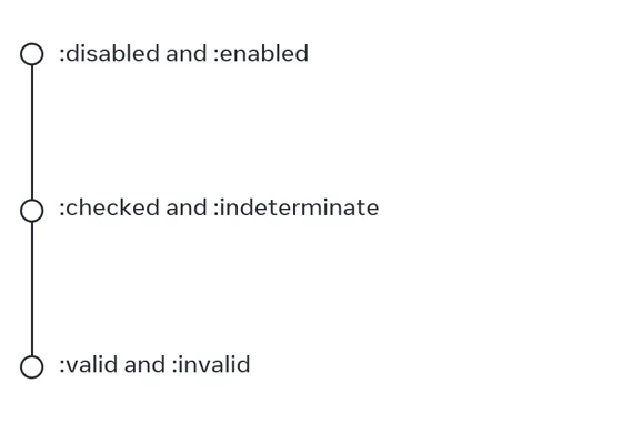 :disabled and :enabled
:checked and :indeterminate
:valid and :invalid